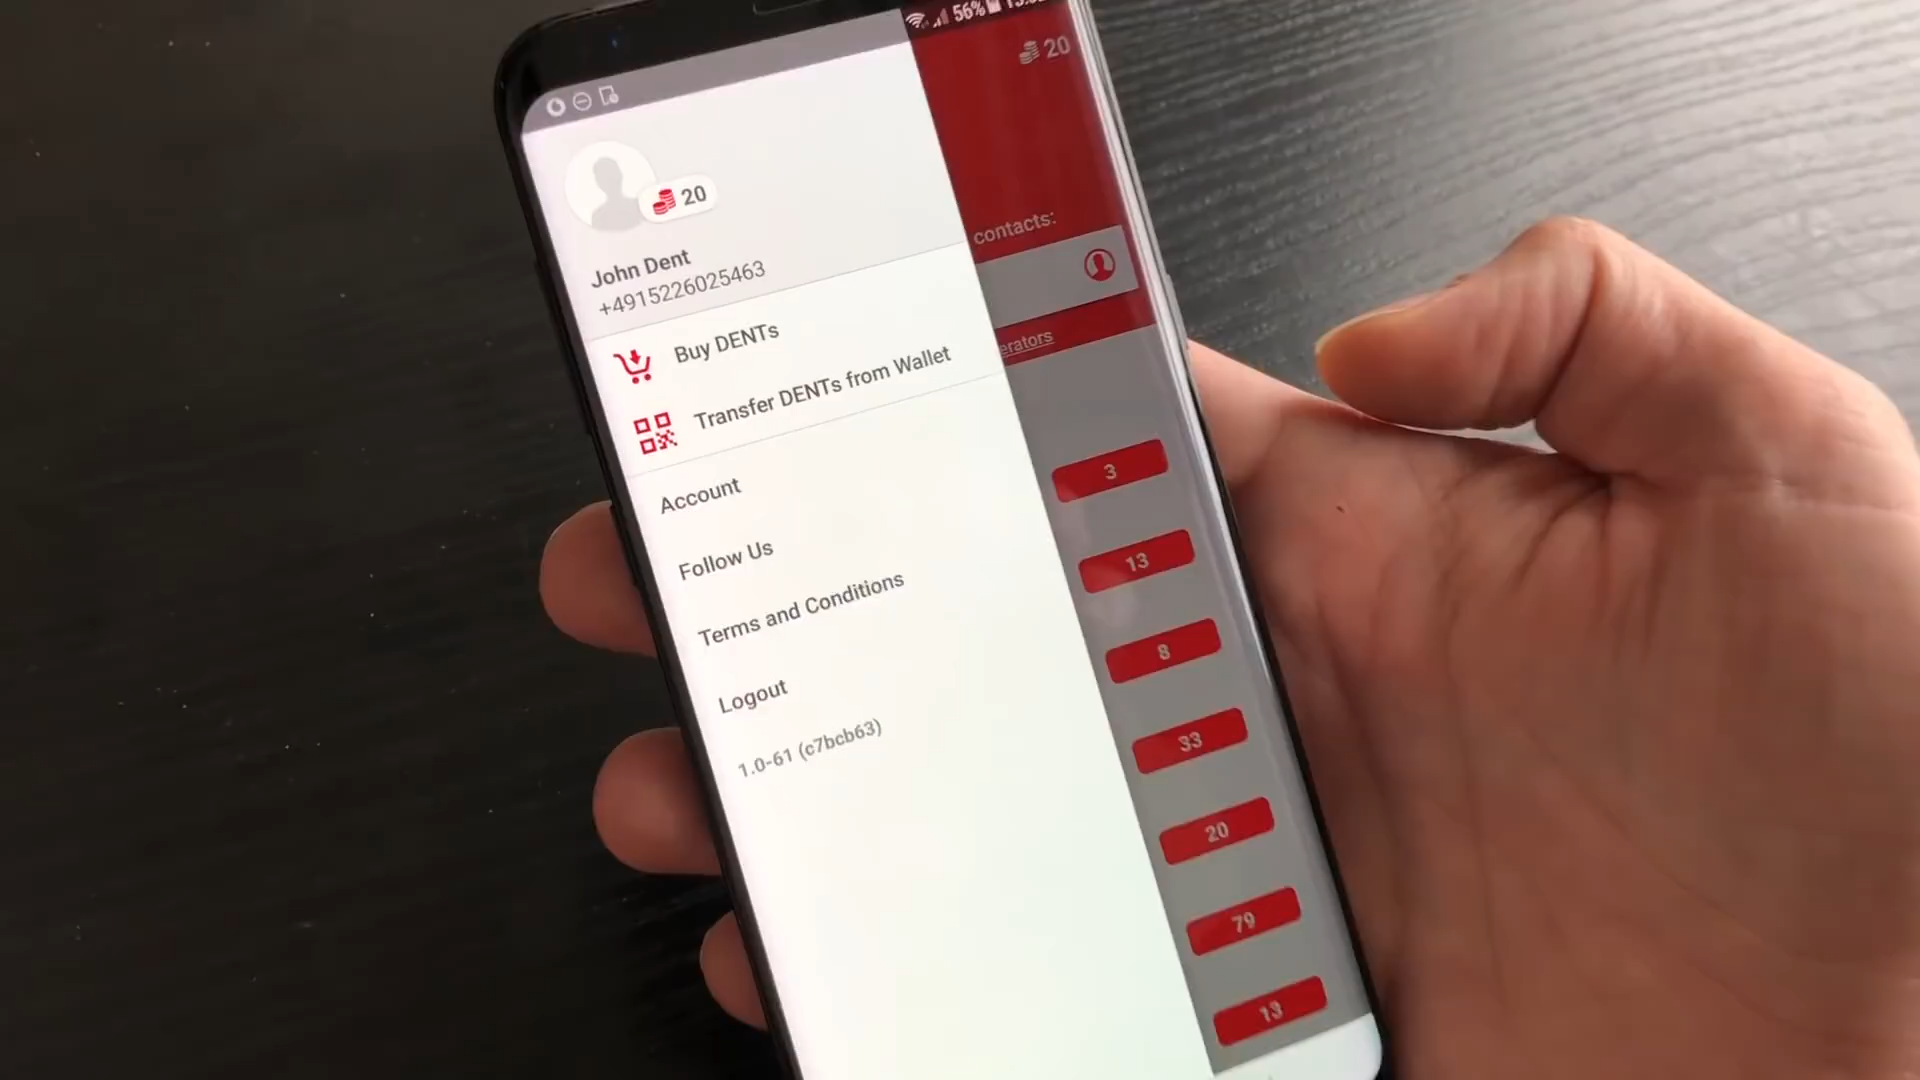 56%
20
20
John Dent
+4915226025463
contacts:
Buy DENTs
Transfer DENTs from Wallet
erators
Account
Follow Us
Terms and Conditions
Logout
1.0-61 (c7bcb63)
3
13
8
33
20
79
13